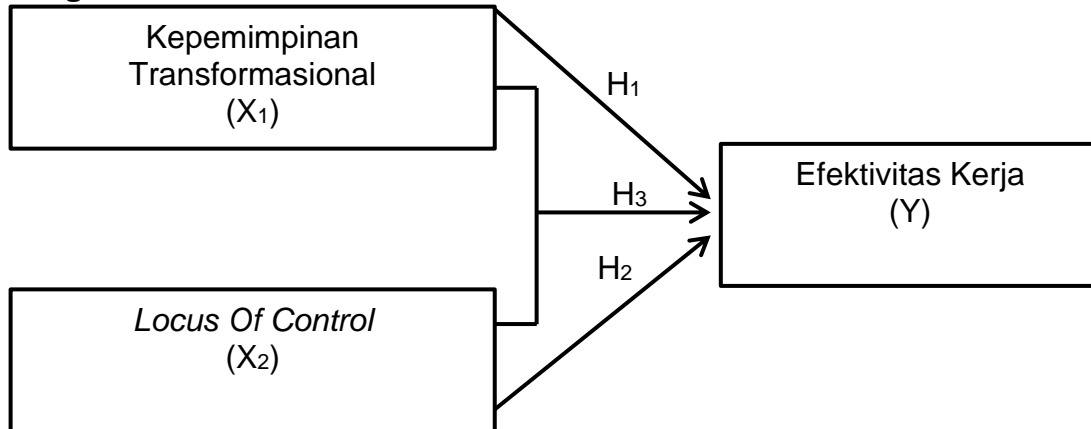 Kepemimpinan
Transformasional
(X₁)
H₁
Efektivitas Kerja
(Y)
H₃
H₂
Locus Of Control
(X₂)